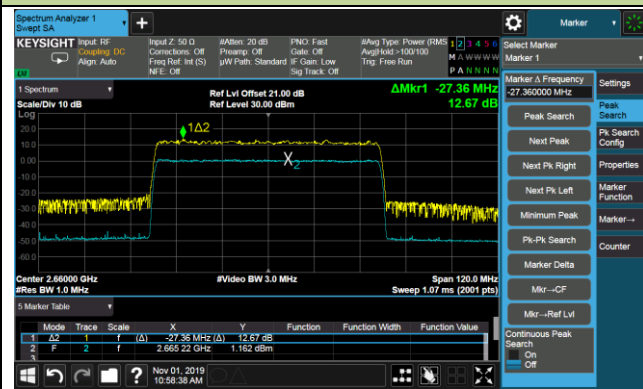 Spectrum Analyzer 1
Swept SA
Marker
KEYSIGHT
Input: RF
Coupling: DC
Align: Auto
Input Z: 50 Ω
Corrections: Off
Freq Ref: Int (S)
NFE: Off
#Atten: 20 dB
Preamp: Off
µW Path: Standard
PNO: Fast
Gate: Off
IF Gain: Low
Sig Track: Off
#Avg Type: Power (RMS
Avg|Hold:>100/100
Trig: Free Run
1 2 3 4 5 6
M A W W W W
P A N N N N
Select Marker
Marker 1
1 Spectrum
Scale/Div 10 dB
Log
Ref Lvl Offset 21.00 dB
Ref Level 30.00 dBm
ΔMkr1 -27.36 MHz
12.67 dB
20.0
10.0
0.00
-10.0
-20.0
-30.0
-40.0
-50.0
-60.0
1Δ2
X2
Center 2.66000 GHz
#Res BW 1.0 MHz
#Video BW 3.0 MHz
Span 120.0 MHz
Sweep 1.07 ms (2001 pts)
5 Marker Table
Mode Trace Scale X Y Function Function Width Function Value
1 Δ2 1 f (Δ) -27.36 MHz (Δ) 12.67 dB
2 F 2 f 2.665 22 GHz 1.162 dBm
3
Nov 01, 2019
10:58:38 AM
Marker Δ Frequency
-27.360000 MHz
Peak Search
Next Peak
Next Pk Right
Next Pk Left
Minimum Peak
Pk-Pk Search
Marker Delta
Mkr→CF
Mkr→Ref Lvl
Continuous Peak
Search
On
Off
Settings
Peak
Search
Pk Search
Config
Properties
Marker
Function
Marker→
Counter